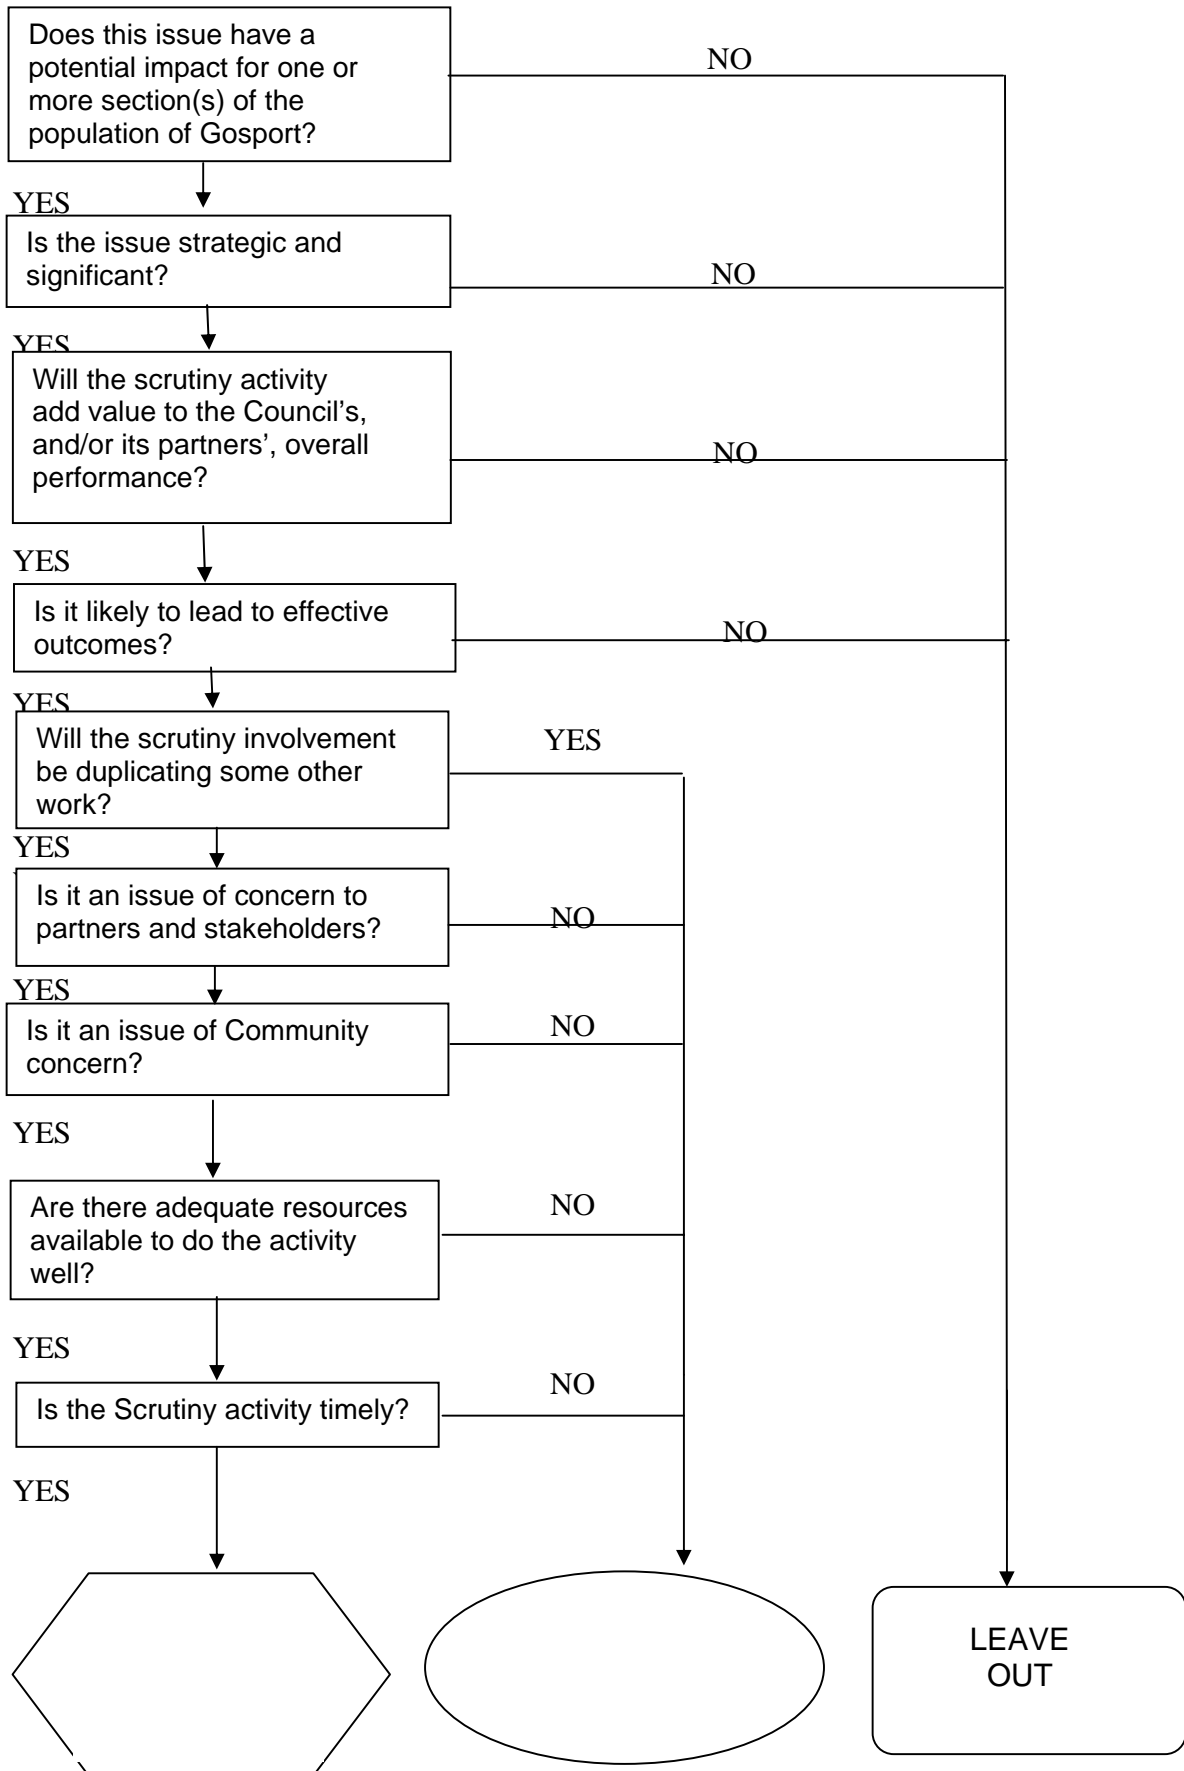 Does this issue have a
potential impact for one or
more section(s) of the
population of Gosport?
NO
YES
Is the issue strategic and
significant?
NO
YES
Will the scrutiny activity
add value to the Council’s,
and/or its partners’, overall
performance?
NO
YES
Is it likely to lead to effective
outcomes?
NO
YES
Will the scrutiny involvement
be duplicating some other
work?
YES
YES
Is it an issue of concern to
partners and stakeholders?
NO
YES
Is it an issue of Community
concern?
NO
YES
Are there adequate resources
available to do the activity
well?
NO
YES
Is the Scrutiny activity timely?
NO
YES
LEAVE
OUT